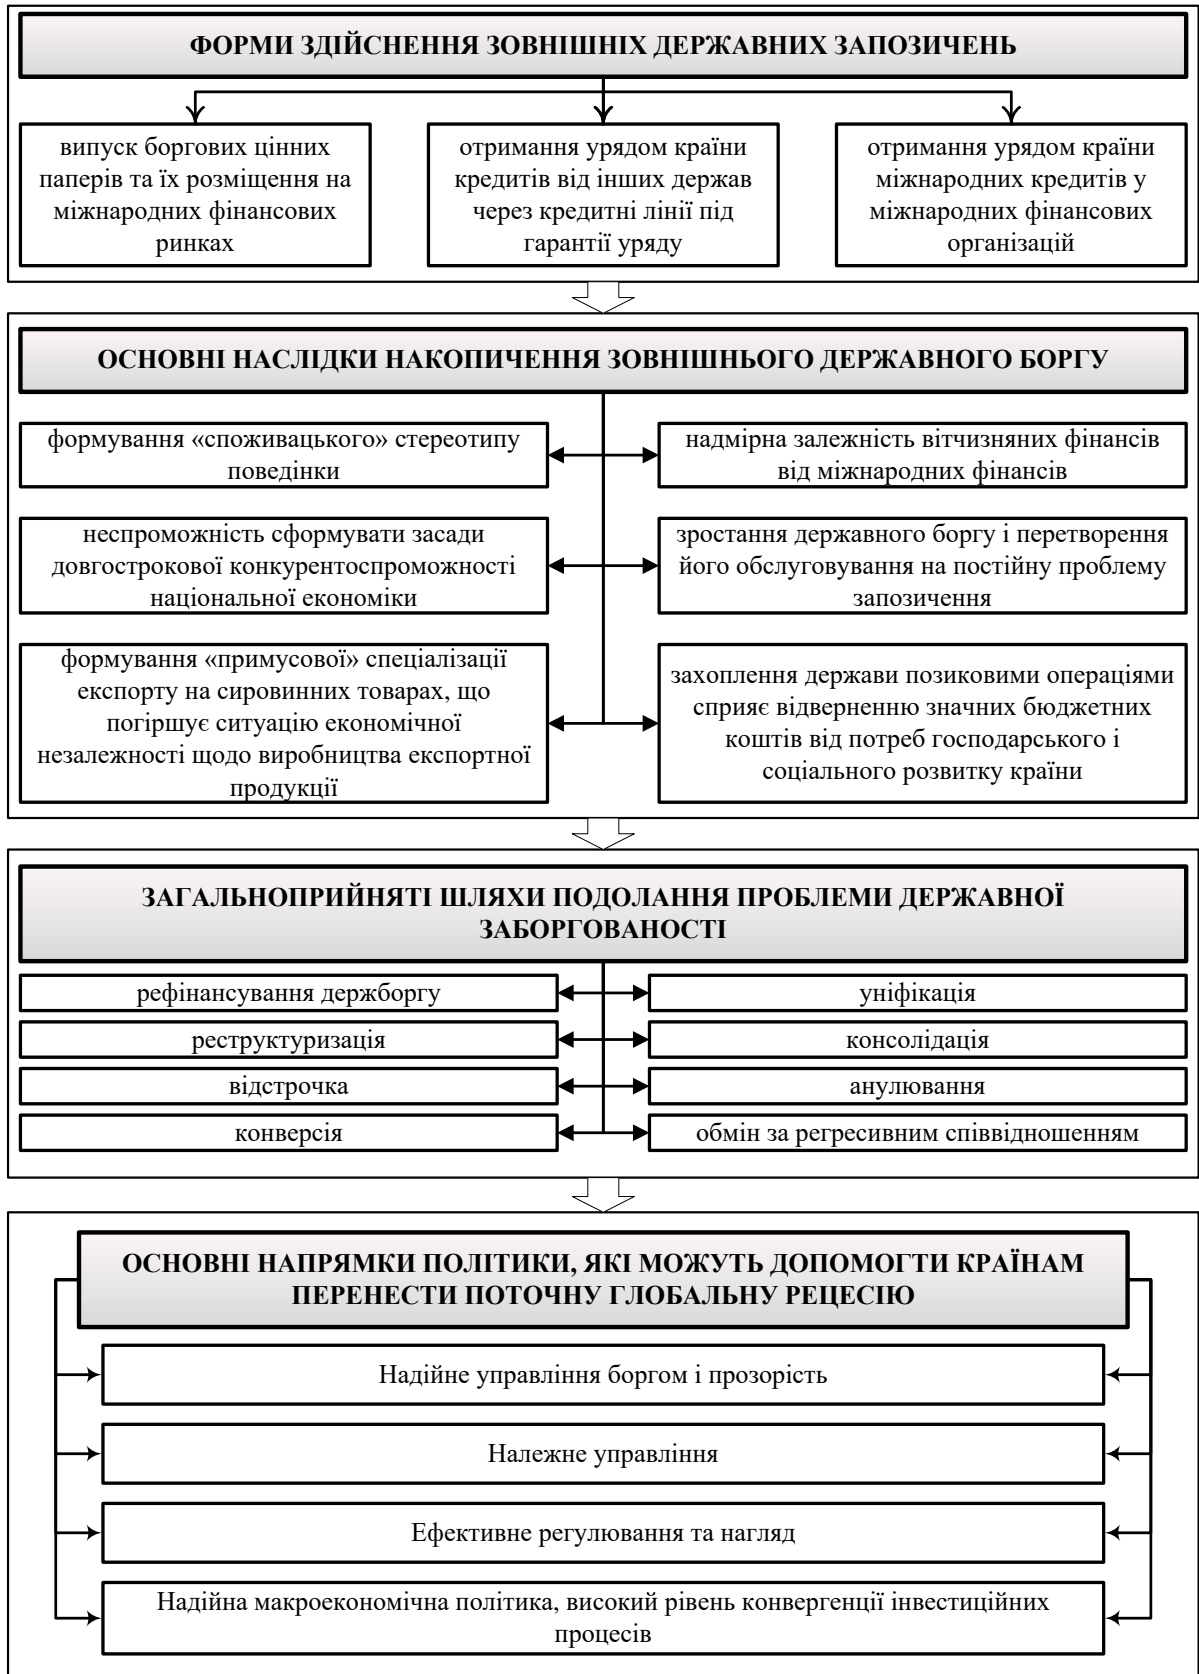 ФОРМИ ЗДІЙСНЕННЯ ЗОВНІШНІХ ДЕРЖАВНИХ ЗАПОЗИЧЕНЬ
випуск боргових цінних
паперів та їх розміщення на
міжнародних фінансових
ринках
отримання урядом країни
кредитів від інших держав
через кредитні лінії під
гарантії уряду
отримання урядом країни
міжнародних кредитів у
міжнародних фінансових
організацій
ОСНОВНІ НАСЛІДКИ НАКОПИЧЕННЯ ЗОВНІШНЬОГО ДЕРЖАВНОГО БОРГУ
формування «споживацького» стереотипу
поведінки
надмірна залежність вітчизняних фінансів
від міжнародних фінансів
неспроможність сформувати засади
довгострокової конкурентоспроможності
національної економіки
зростання державного боргу і перетворення
його обслуговування на постійну проблему
запозичення
формування «примусової» спеціалізації
експорту на сировинних товарах, що
погіршує ситуацію економічної
незалежності щодо виробництва експортної
продукції
захоплення держави позиковими операціями
сприяє відверненню значних бюджетних
коштів від потреб господарського і
соціального розвитку країни
ЗАГАЛЬНОПРИЙНЯТІ ШЛЯХИ ПОДОЛАННЯ ПРОБЛЕМИ ДЕРЖАВНОЇ
ЗАБОРГОВАНОСТІ
рефінансування держборгу
уніфікація
реструктуризація
консолідація
відстрочка
анулювання
конверсія
обмін за регресивним співвідношенням
ОСНОВНІ НАПРЯМКИ ПОЛІТИКИ, ЯКІ МОЖУТЬ ДОПОМОГТИ КРАЇНАМ
ПЕРЕНЕСТИ ПОТОЧНУ ГЛОБАЛЬНУ РЕЦЕСІЮ
Надійне управління боргом і прозорість
Належне управління
Ефективне регулювання та нагляд
Надійна макроекономічна політика, високий рівень конвергенції інвестиційних
процесів